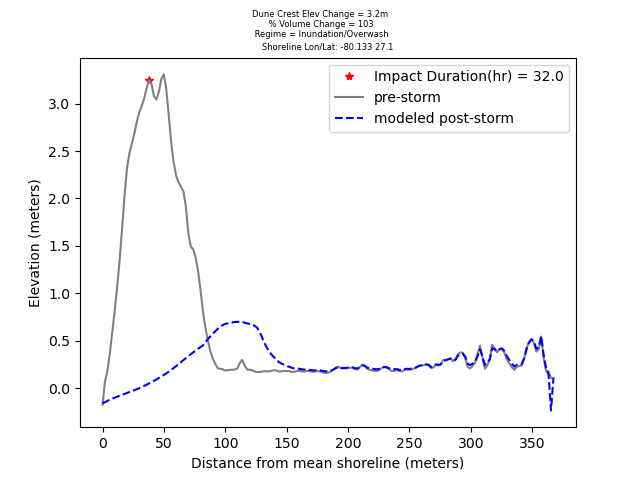 Dune Crest Elev Change = 3.2m
% Volume Change = 103
Regime = Inundation/Overwash
Shoreline Lon/Lat: -80.133 27.1
Impact Duration(hr) = 32.0
pre-storm
modeled post-storm
Elevation (meters)
3.0
2.5
2.0
1.5
1.0
0.5
0.0
0 50 100 150 200 250 300 350
Distance from mean shoreline (meters)